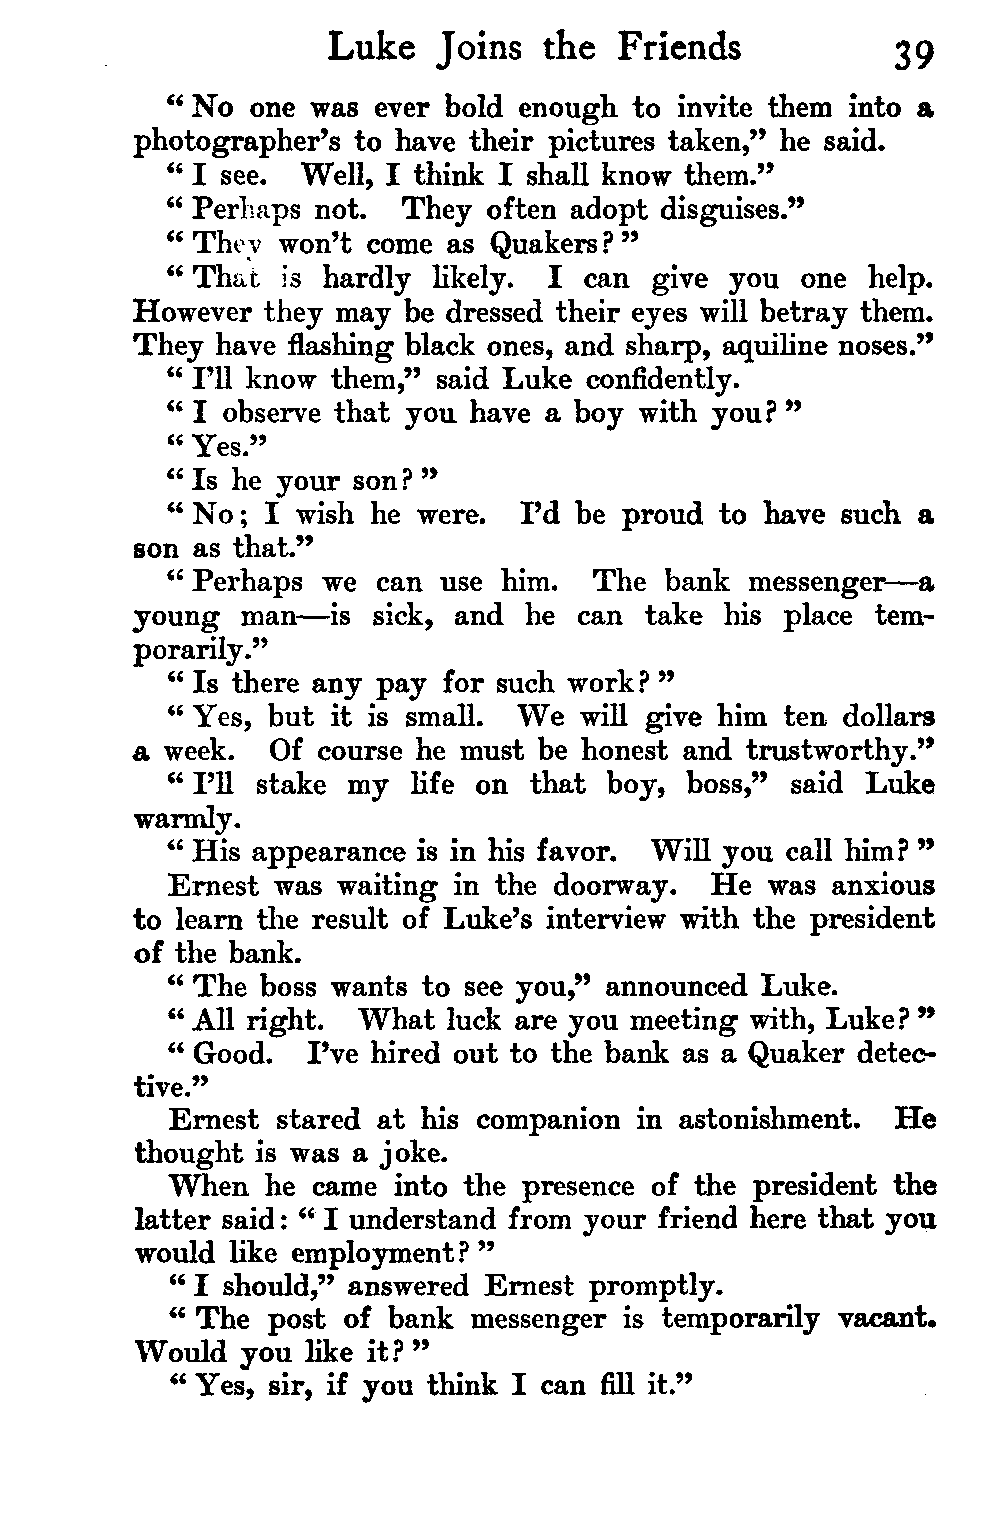 Luke Joins the Friends 39
“No one was ever bold enough to invite them into a
photographer’s to have their pictures taken,” he said.
“I see. Well, I think I shall know them.”
“Perhaps not. They often adopt disguises.”
“They won’t come as Quakers?”
“That is hardly likely. I can give you one help.
However they may be dressed their eyes will betray them.
They have flashing black ones, and sharp, aquiline noses.”
“I’ll know them,” said Luke confidently.
“I observe that you have a boy with you?”
“Yes.”
“Is he your son?”
“No; I wish he were. I’d be proud to have such a
son as that.”
“Perhaps we can use him. The bank messenger—a
young man—is sick, and he can take his place tem-
porarily.”
“Is there any pay for such work?”
“Yes, but it is small. We will give him ten dollars
a week. Of course he must be honest and trustworthy.”
“I’ll stake my life on that boy, boss,” said Luke
warmly.
“His appearance is in his favor. Will you call him?”
Ernest was waiting in the doorway. He was anxious
to learn the result of Luke’s interview with the president
of the bank.
“The boss wants to see you,” announced Luke.
“All right. What luck are you meeting with, Luke?”
“Good. I’ve hired out to the bank as a Quaker detec-
tive.”
Ernest stared at his companion in astonishment. He
thought is was a joke.
When he came into the presence of the president the
latter said: “I understand from your friend here that you
would like employment?”
“I should,” answered Ernest promptly.
“The post of bank messenger is temporarily vacant.
Would you like it?”
“Yes, sir, if you think I can fill it.”